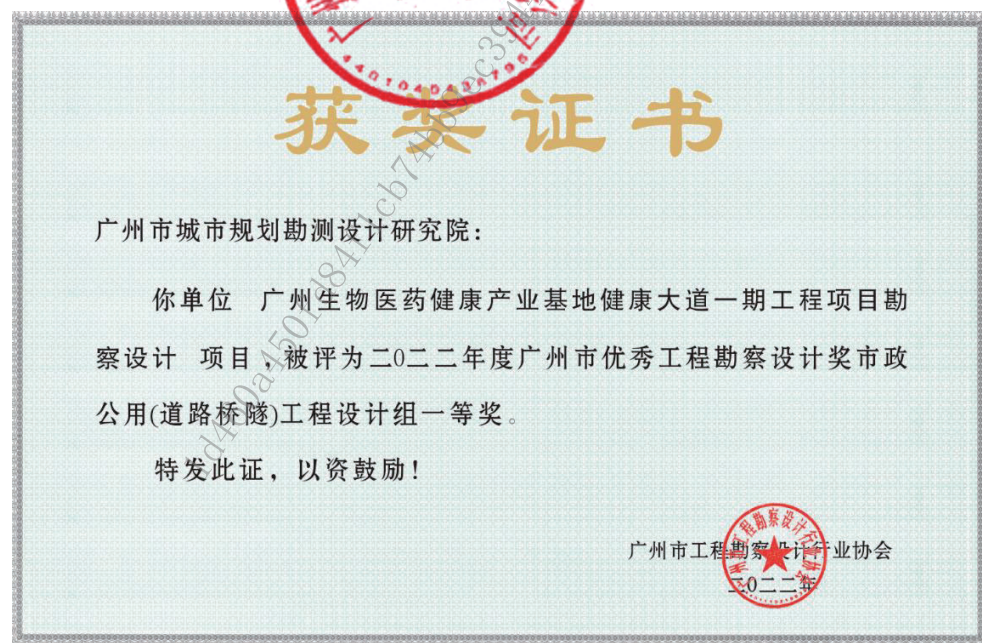 获奖证书
广州市城市规划勘测设计研究院：
你单位 广州生物医药健康产业基地健康大道一期工程项目勘
察设计 项目，被评为二0二二年度广州市优秀工程勘察设计奖市政
公用(道路桥隧)工程设计组一等奖。
特发此证，以资鼓励！
广州市工程勘察设计行业协会
二0二二年